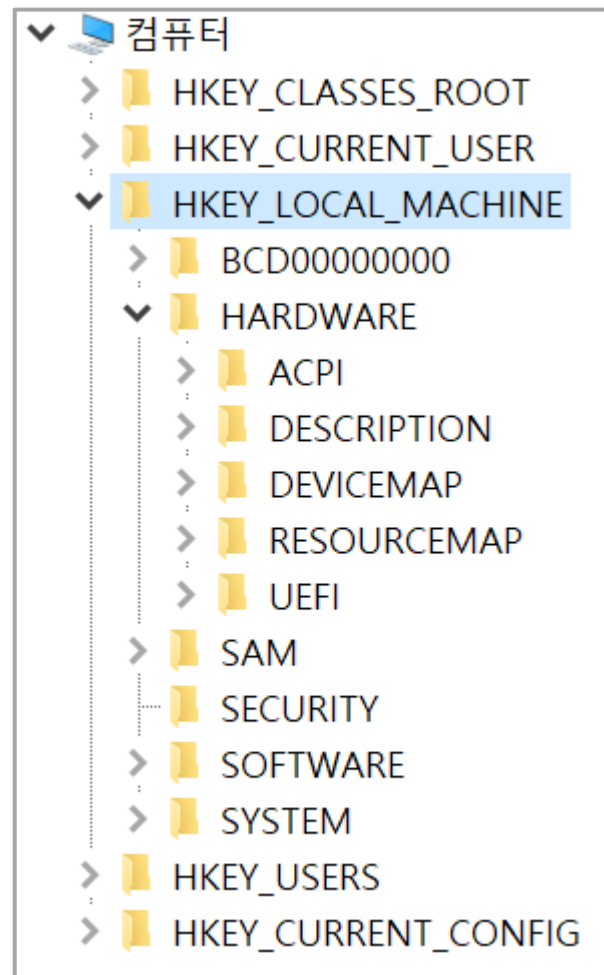 컴퓨터
HKEY_CLASSES_ROOT
HKEY_CURRENT_USER
HKEY_LOCAL_MACHINE
BCD00000000
HARDWARE
ACPI
DESCRIPTION
DEVICEMAP
RESOURCEMAP
UEFI
SAM
SECURITY
SOFTWARE
SYSTEM
HKEY_USERS
HKEY_CURRENT_CONFIG